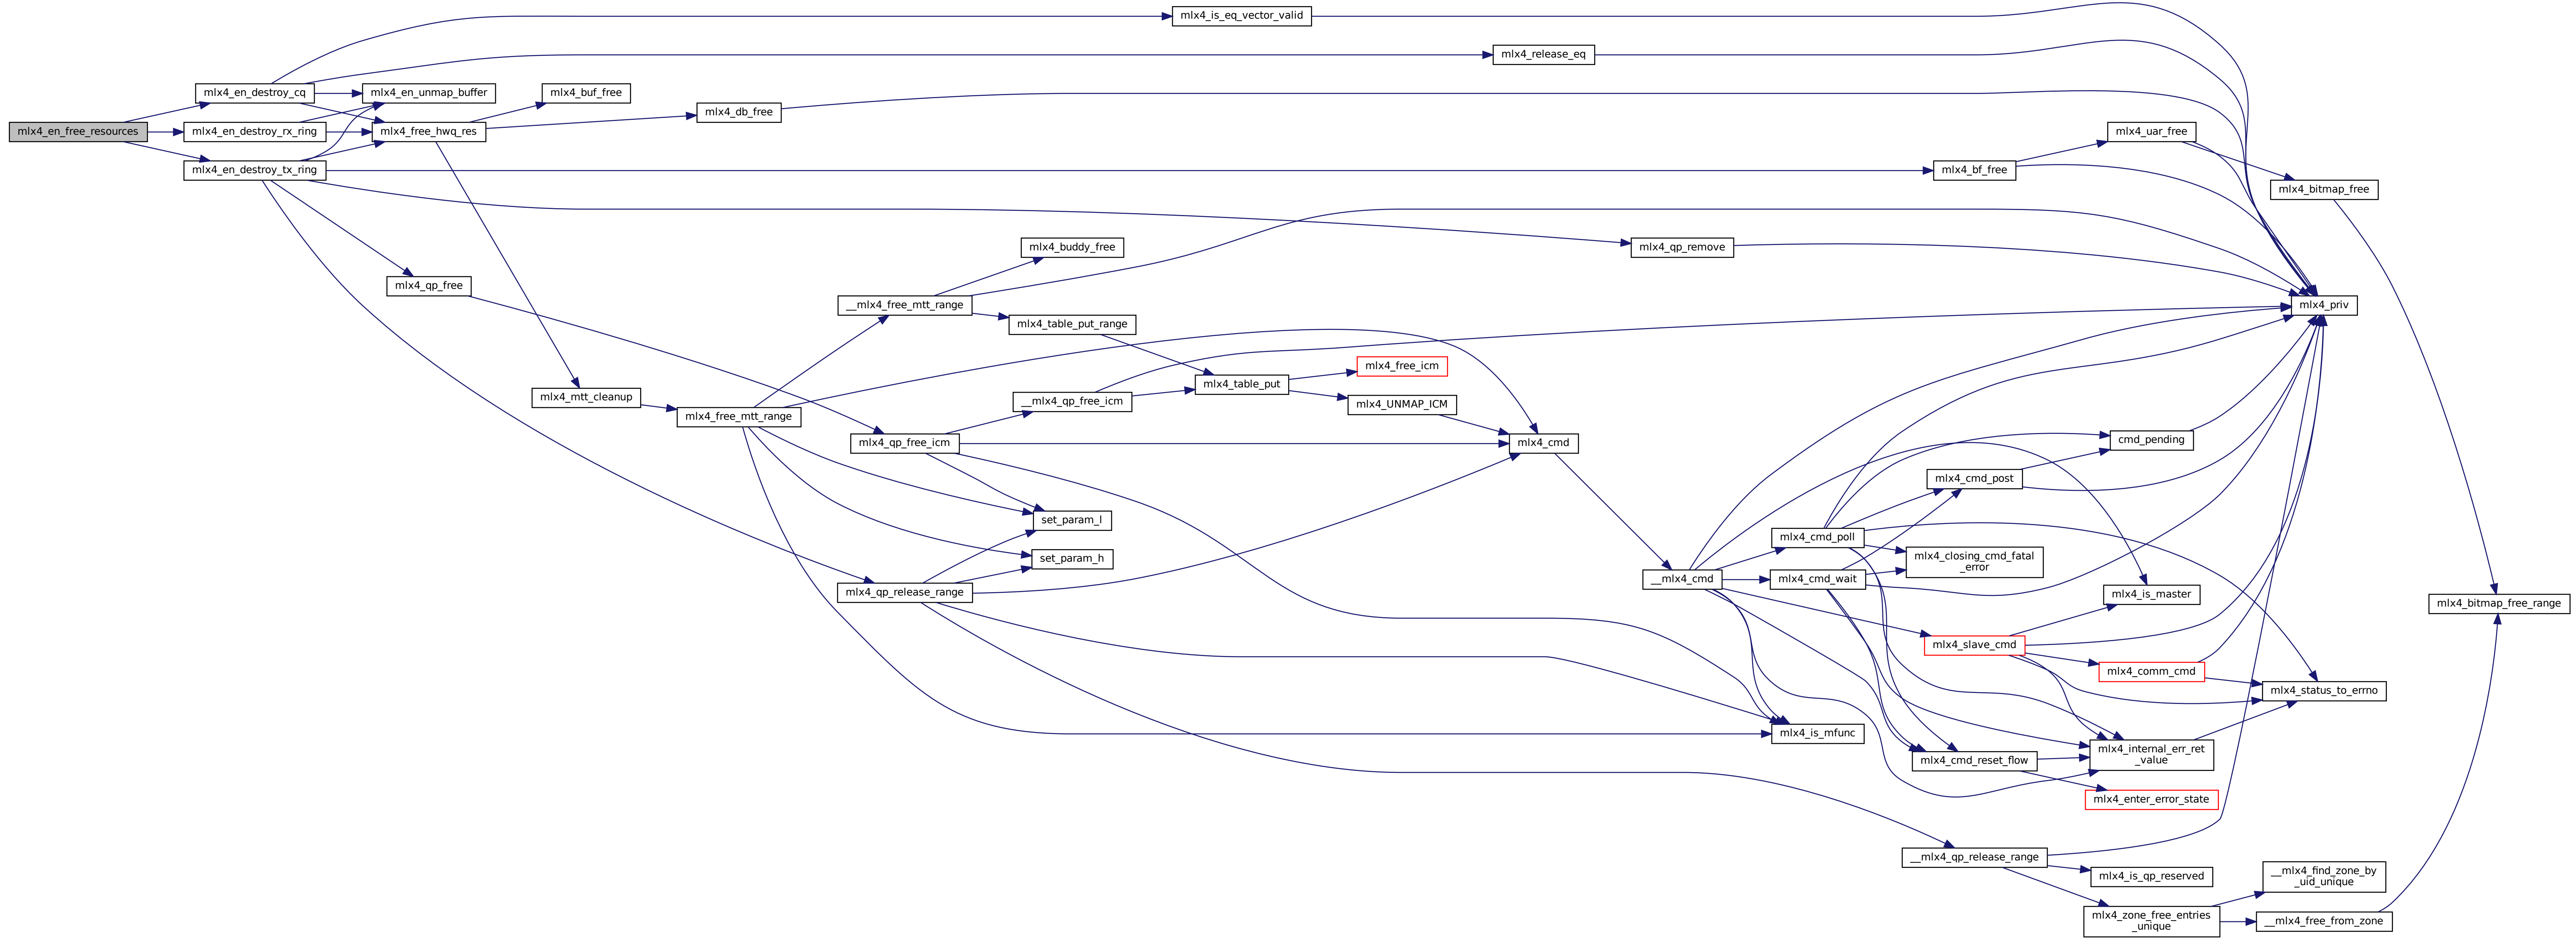 mlx4_en_free_resources
mlx4_en_destroy_cq
mlx4_en_destroy_rx_ring
mlx4_en_destroy_tx_ring
mlx4_en_unmap_buffer
mlx4_free_hwq_res
mlx4_qp_free
mlx4_buf_free
mlx4_mtt_cleanup
mlx4_db_free
mlx4_free_mtt_range
__mlx4_free_mtt_range
mlx4_qp_free_icm
mlx4_qp_release_range
mlx4_buddy_free
mlx4_table_put_range
__mlx4_qp_free_icm
set_param_l
set_param_h
mlx4_is_eq_vector_valid
mlx4_table_put
mlx4_free_icm
mlx4_UNMAP_ICM
mlx4_release_eq
mlx4_cmd
mlx4_qp_remove
__mlx4_cmd
mlx4_cmd_poll
mlx4_cmd_wait
mlx4_is_mfunc
mlx4_bf_free
mlx4_cmd_post
mlx4_closing_cmd_fatal
_error
mlx4_slave_cmd
mlx4_cmd_reset_flow
__mlx4_qp_release_range
mlx4_uar_free
cmd_pending
mlx4_is_master
mlx4_comm_cmd
mlx4_internal_err_ret
_value
mlx4_enter_error_state
mlx4_is_qp_reserved
mlx4_zone_free_entries
_unique
mlx4_bitmap_free
mlx4_priv
mlx4_status_to_errno
__mlx4_find_zone_by
_uid_unique
__mlx4_free_from_zone
mlx4_bitmap_free_range